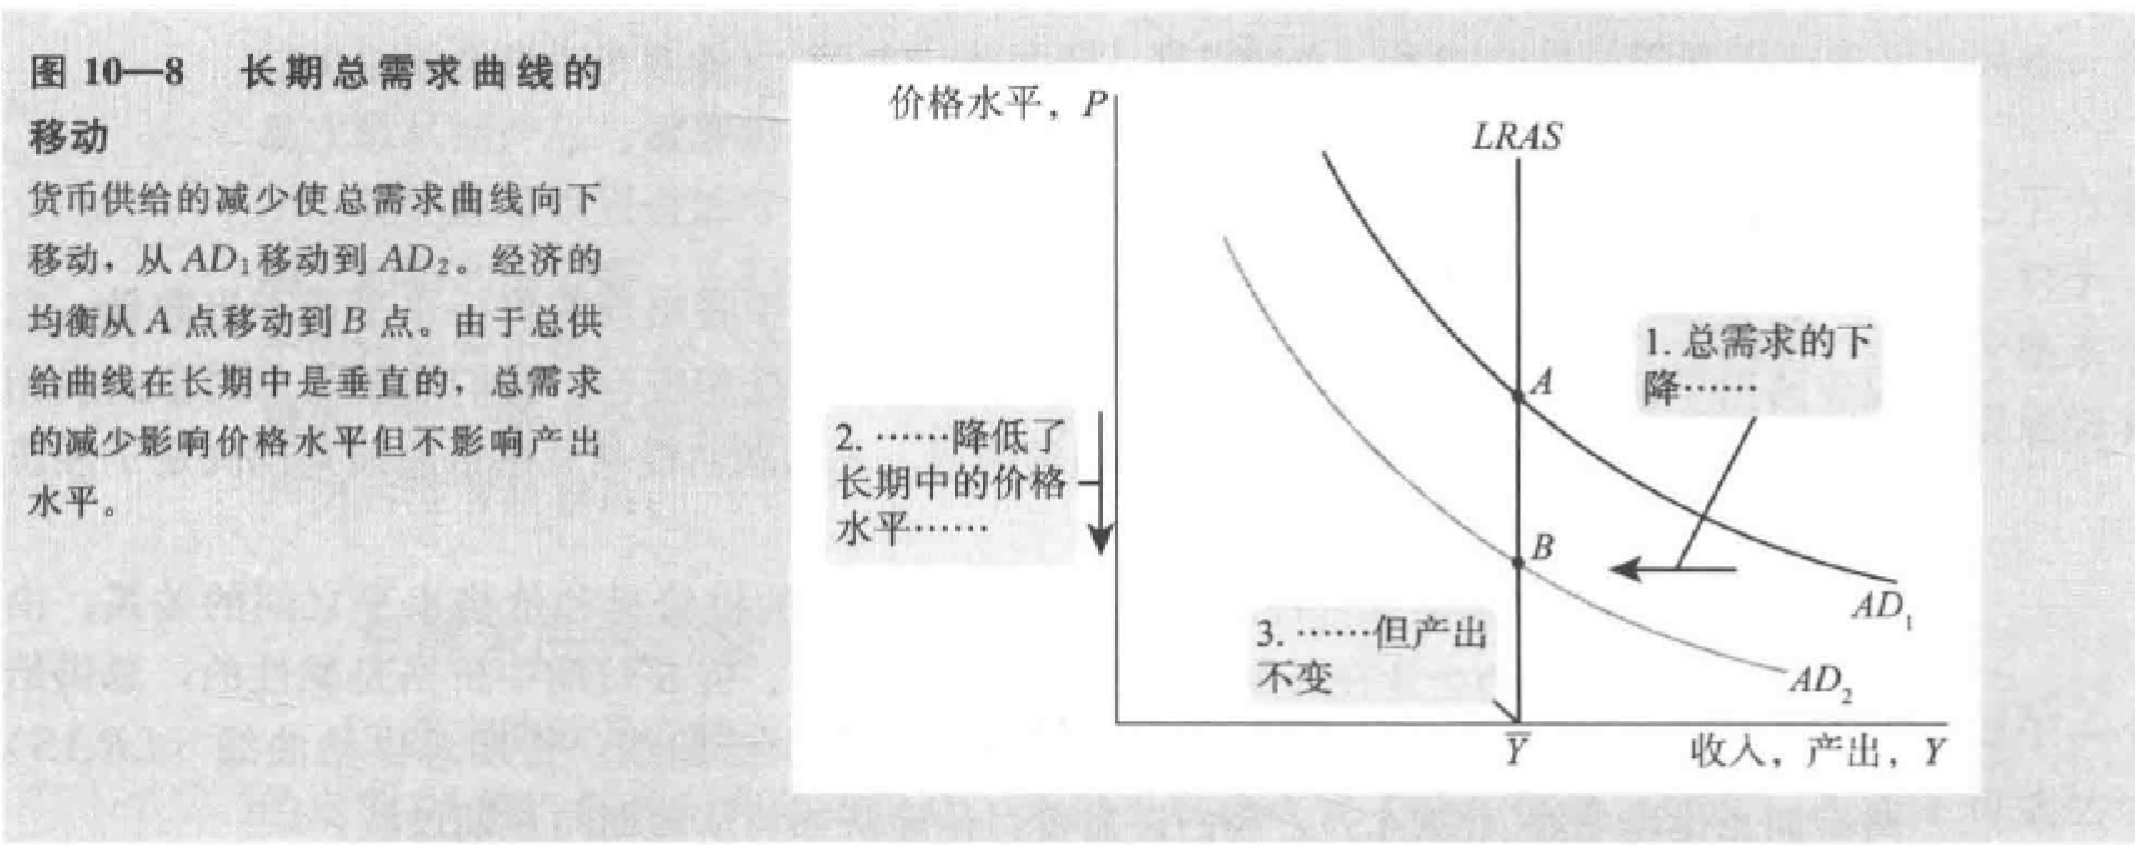 图 10—8 长期总需求曲线的
移动
货币供给的减少使总需求曲线向下
移动，从 AD₁移动到 AD₂。经济的
均衡从 A 点移动到 B 点。由于总供
给曲线在长期中是垂直的，总需求
的减少影响价格水平但不影响产出
水平。
价格水平，P
LRAS
A
1. 总需求的下
降……
2. ……降低了
长期中的价格
水平……
B
AD₁
3. ……但产出
不变
AD₂
Y̅
收入，产出，Y